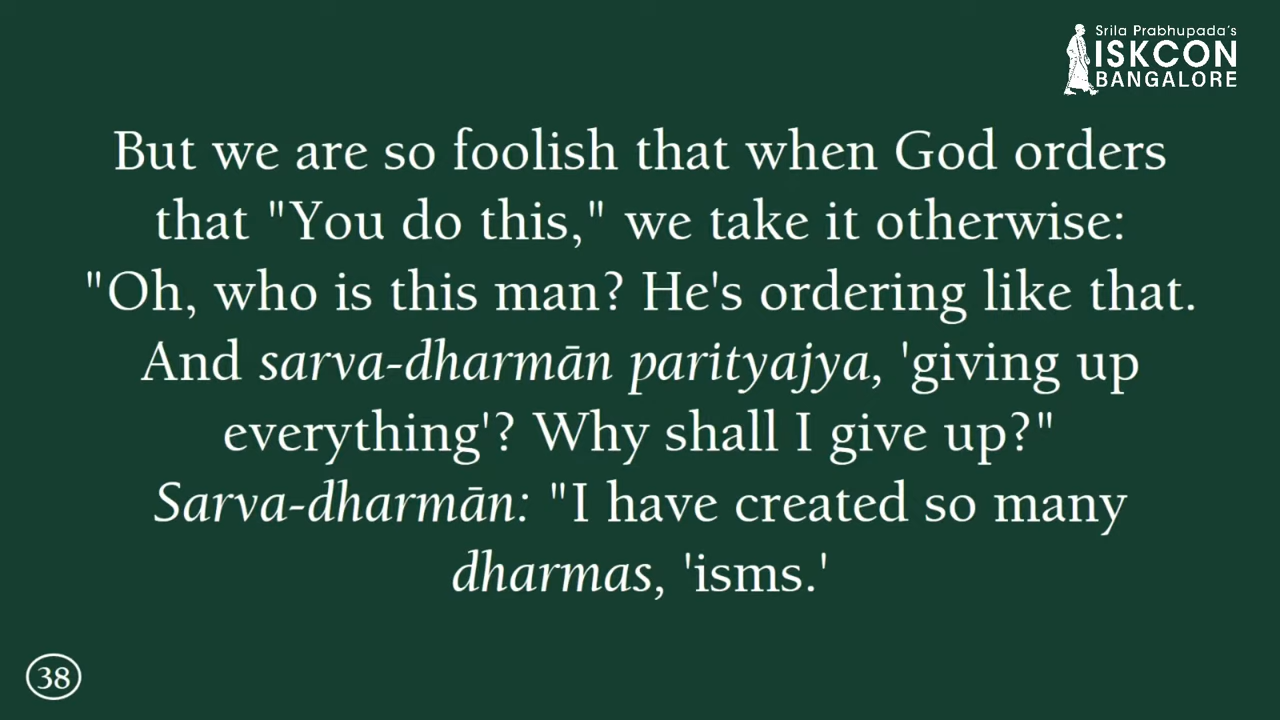 Srila Prabhupada's
ISKCON
BANGALORE
But we are so foolish that when God orders
that "You do this," we take it otherwise:
"Oh, who is this man? He's ordering like that.
And sarva-dharmān parityajya, 'giving up
everything'? Why shall I give up?"
Sarva-dharmān: "I have created so many
dharmas, 'isms.'
38